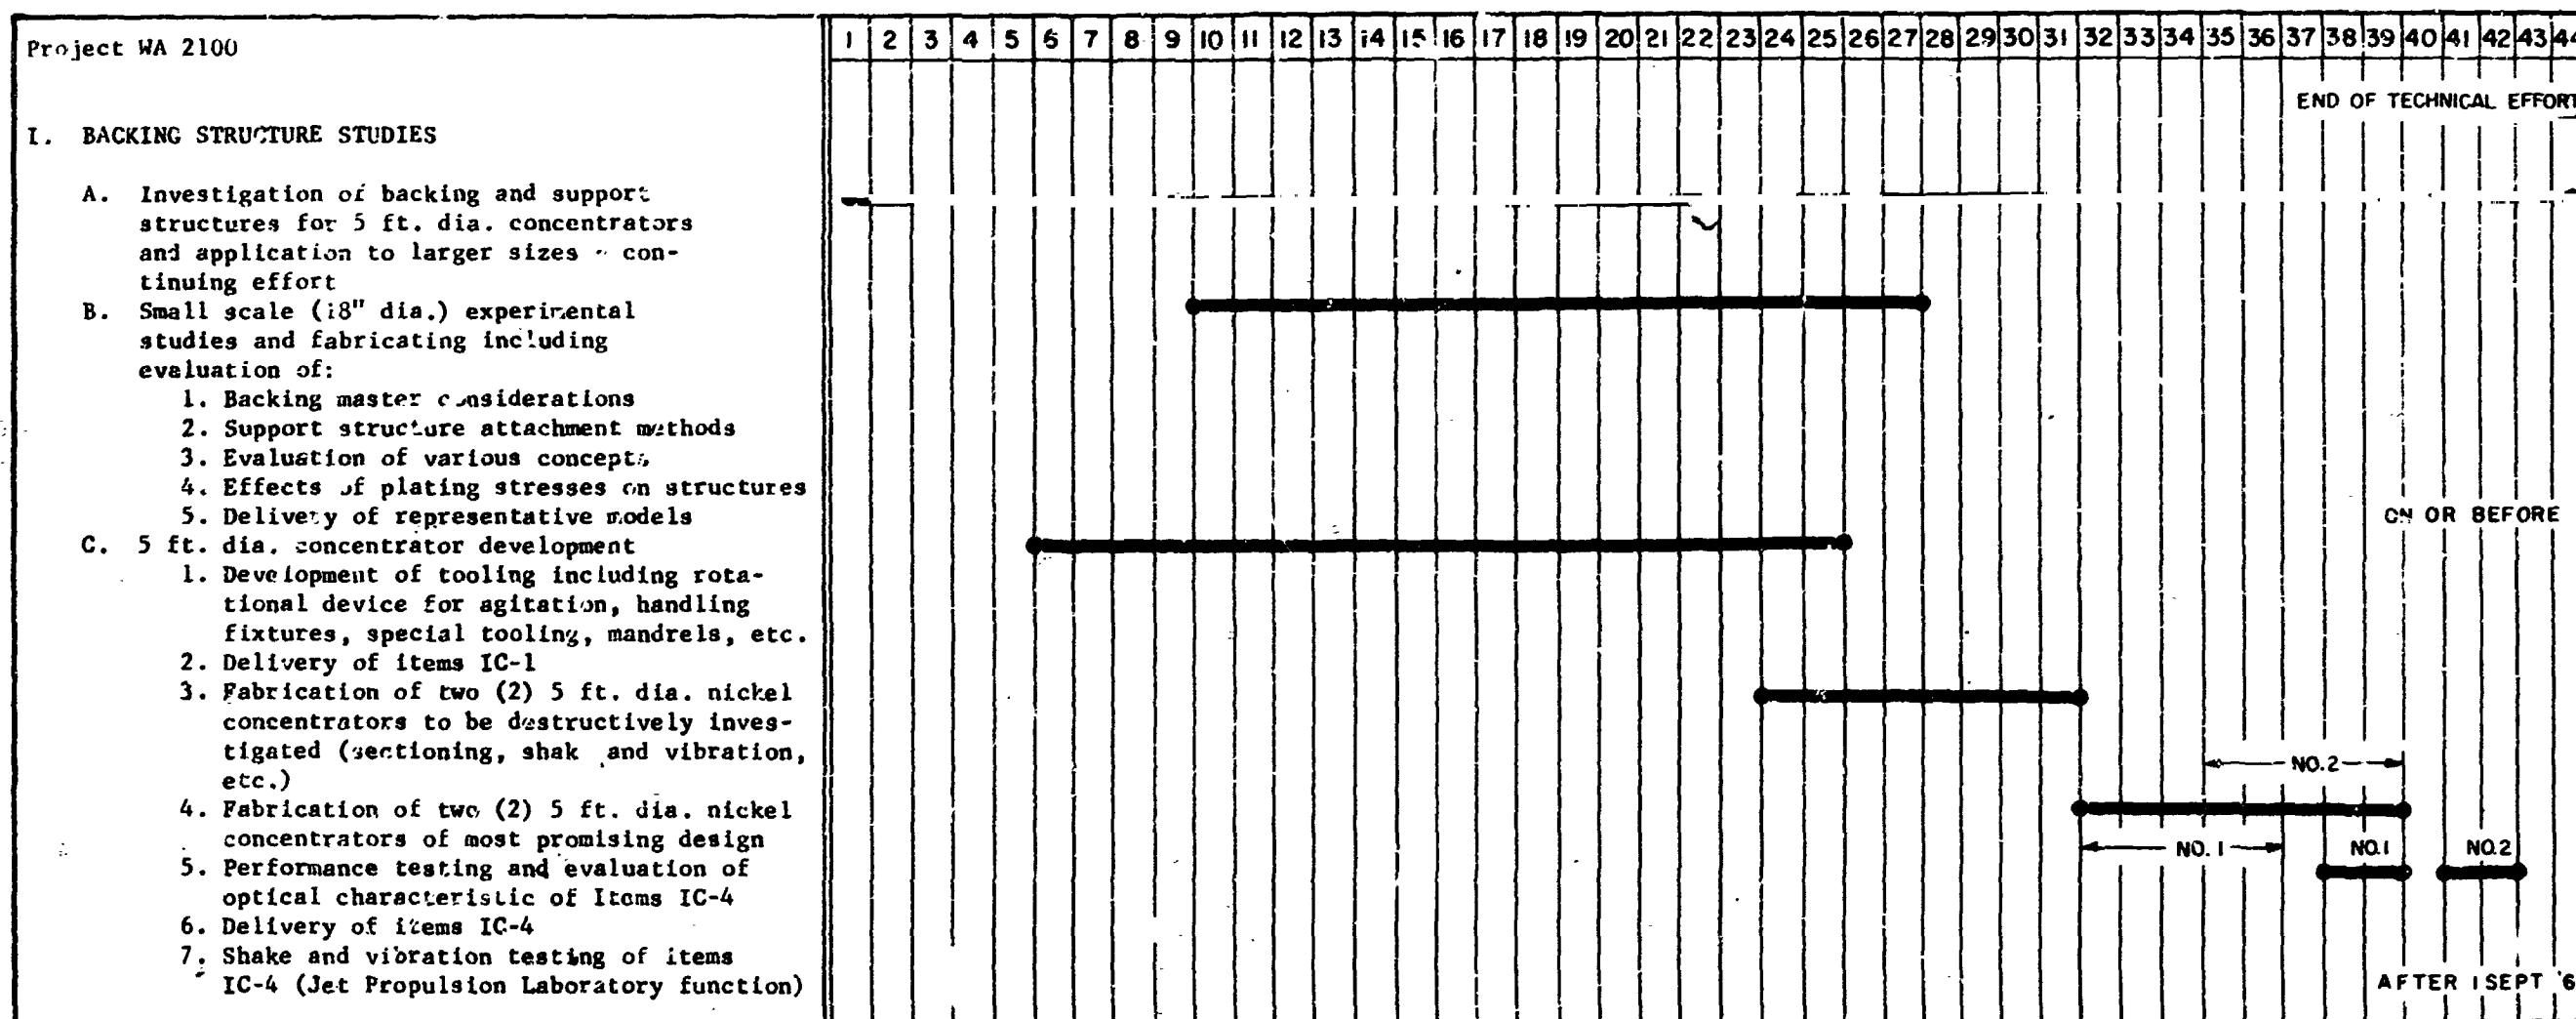 Project WA 2100
1 2 3 4 5 6 7 8 9 10 11 12 13 14 15 16 17 18 19 20 21 22 23 24 25 26 27 28 29 30 31 32 33 34 35 36 37 38 39 40 41 42 43 44
END OF TECHNICAL EFFORT
I. BACKING STRUCTURE STUDIES
A. Investigation of backing and support
structures for 5 ft. dia. concentrators
and application to larger sizes - con-
tinuing effort
B. Small scale (18" dia.) experimental
studies and fabricating including
evaluation of:
1. Backing master considerations
2. Support structure attachment methods
3. Evaluation of various concepts
4. Effects of plating stresses on structures
5. Delivery of representative models
ON OR BEFORE
C. 5 ft. dia. concentrator development
1. Development of tooling including rota-
tional device for agitation, handling
fixtures, special tooling, mandrels, etc.
2. Delivery of items IC-1
3. Fabrication of two (2) 5 ft. dia. nickel
concentrators to be destructively inves-
tigated (sectioning, shak and vibration,
etc.)
NO.2
4. Fabrication of two (2) 5 ft. dia. nickel
concentrators of most promising design
NO. 1 NO.1 NO.2
5. Performance testing and evaluation of
optical characteristic of Items IC-4
6. Delivery of items IC-4
7. Shake and vibration testing of items
IC-4 (Jet Propulsion Laboratory function)
AFTER 1 SEPT '6